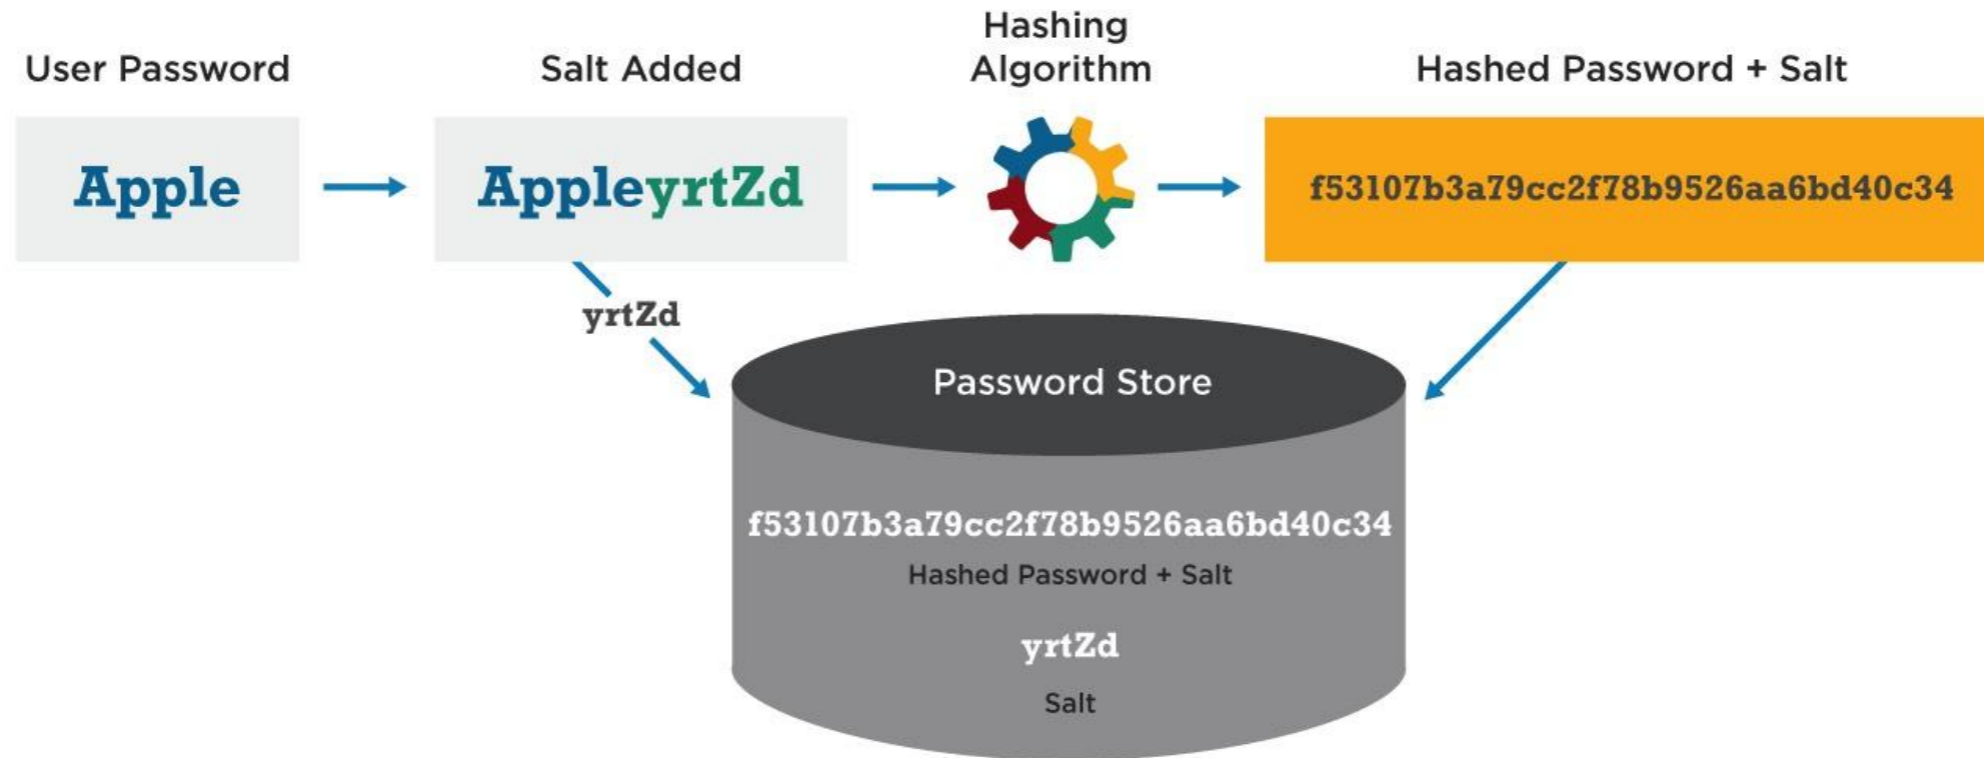 User Password
Salt Added
Hashing
Algorithm
Hashed Password + Salt
Apple
AppleyrtZd
f53107b3a79cc2f78b9526aa6bd40c34
yrtZd
Password Store
f53107b3a79cc2f78b9526aa6bd40c34
Hashed Password + Salt
yrtZd
Salt